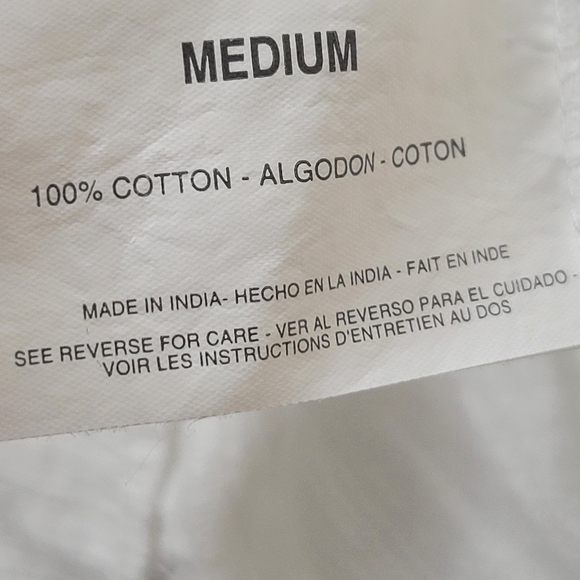 MEDIUM
100% COTTON - ALGODON - COTON
MADE IN INDIA- HECHO EN LA INDIA - FAIT EN INDE
SEE REVERSE FOR CARE - VER AL REVERSO PARA EL CUIDADO -
VOIR LES INSTRUCTIONS D'ENTRETIEN AU DOS